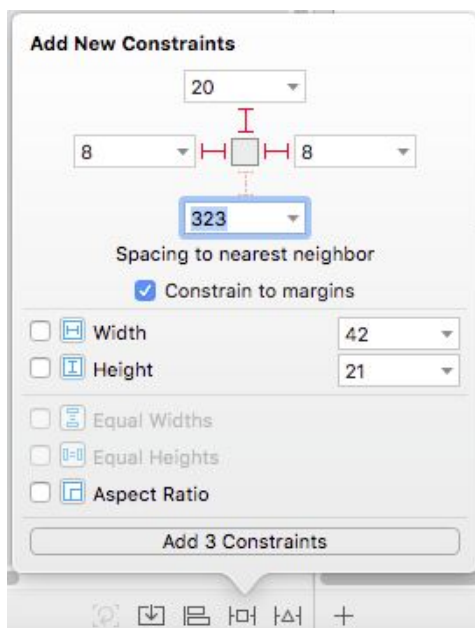 Add New Constraints
20
8 8
323
Spacing to nearest neighbor
Constrain to margins
Width 42
Height 21
Equal Widths
Equal Heights
Aspect Ratio
Add 3 Constraints